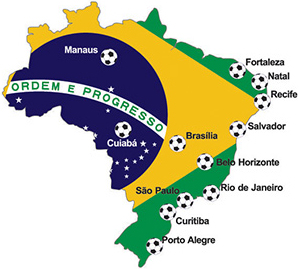 Manaus
Fortaleza
Natal
ORDEM E PROGRESSO
Recife
Salvador
Cuiabá
Brasília
Belo Horizonte
São Paulo
Rio de Janeiro
Curitiba
Porto Alegre